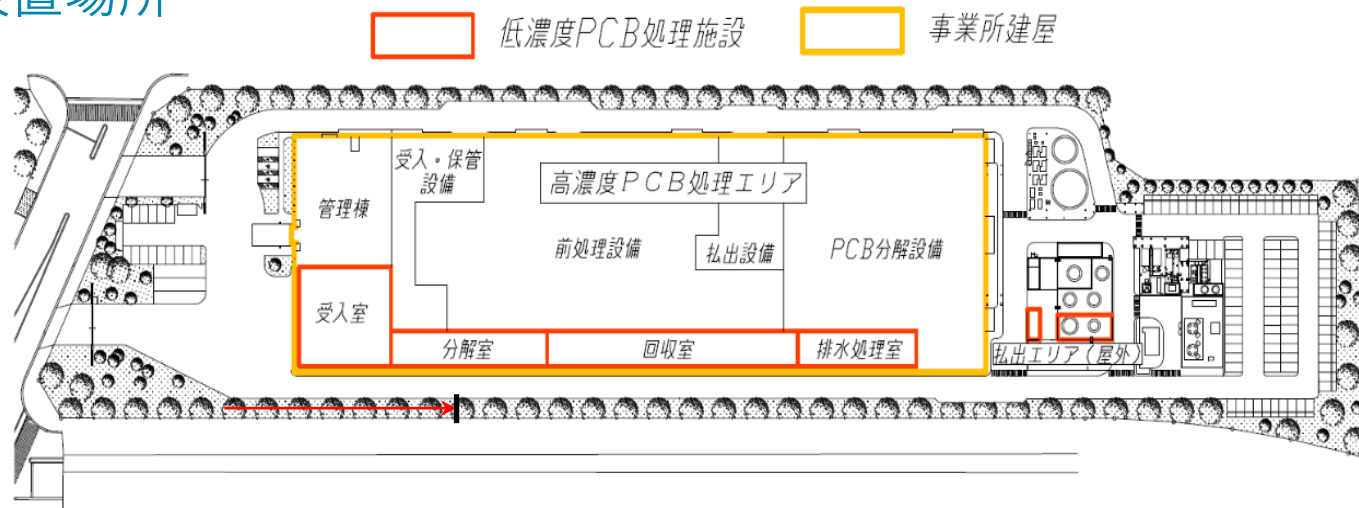 設置場所
低濃度PCB処理施設
事業所建屋
受入・保管
設備
高濃度PCB処理エリア
管理棟
前処理設備
払出設備
PCB分解設備
受入室
分解室
回収室
排水処理室
払出エリア(屋外)